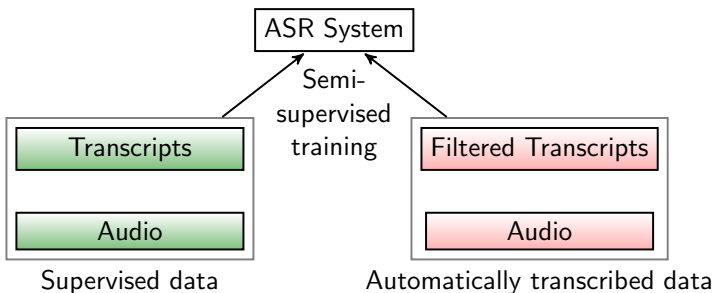 ASR System
Semi-
supervised
training
Transcripts
Filtered Transcripts
Audio
Audio
Supervised data
Automatically transcribed data